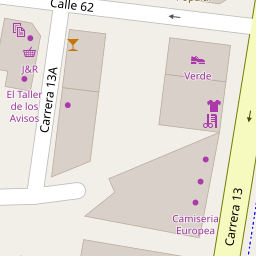 Calle 62
J&R
Verde
El Taller
de los
Avisos
Carrera 13A
Camiseria
Europea
Carrera 13